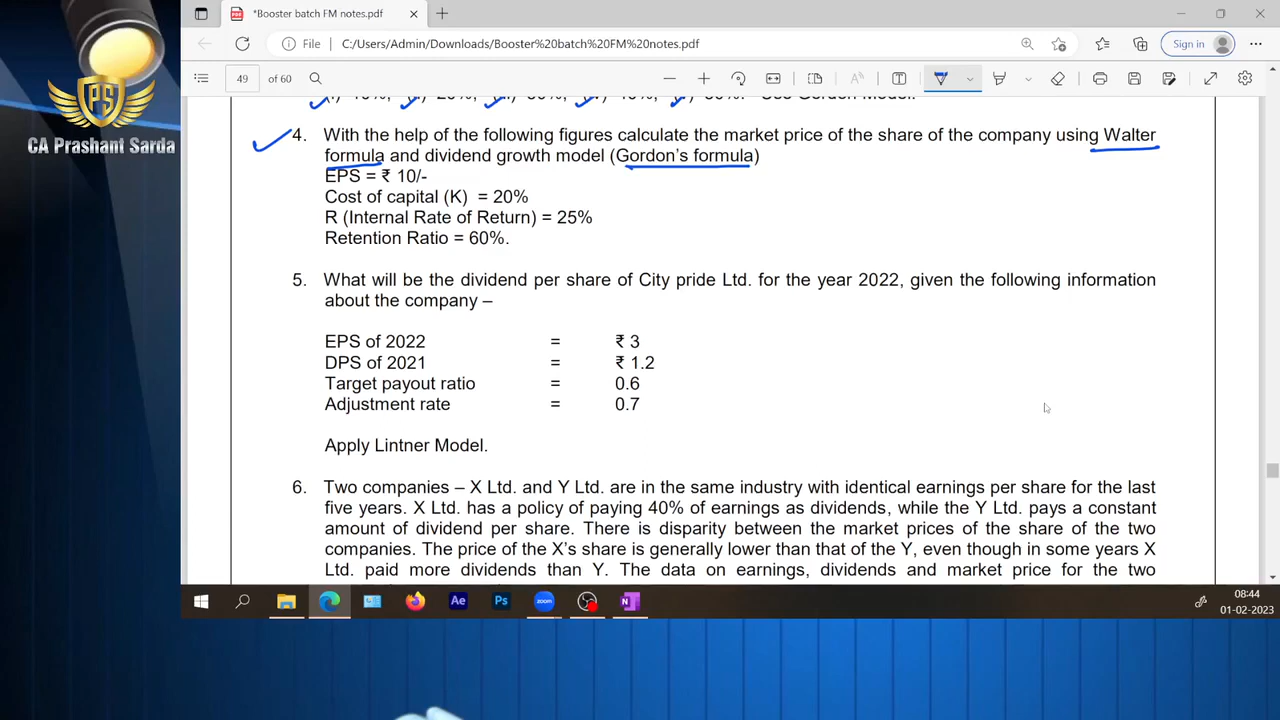 *Booster batch FM notes.pdf
File C:/Users/Admin/Downloads/Booster%20batch%20FM%20notes.pdf
Sign in
49 of 60
PS
CA Prashant Sarda
4. With the help of the following figures calculate the market price of the share of the company using Walter
formula and dividend growth model (Gordon's formula)
EPS = ₹ 10/-
Cost of capital (K) = 20%
R (Internal Rate of Return) = 25%
Retention Ratio = 60%.
5. What will be the dividend per share of City pride Ltd. for the year 2022, given the following information
about the company –
EPS of 2022 = ₹ 3
DPS of 2021 = ₹ 1.2
Target payout ratio = 0.6
Adjustment rate = 0.7
Apply Lintner Model.
6. Two companies – X Ltd. and Y Ltd. are in the same industry with identical earnings per share for the last
five years. X Ltd. has a policy of paying 40% of earnings as dividends, while the Y Ltd. pays a constant
amount of dividend per share. There is disparity between the market prices of the share of the two
companies. The price of the X's share is generally lower than that of the Y, even though in some years X
Ltd. paid more dividends than Y. The data on earnings, dividends and market price for the two
Ae Ps zoom N
08:44
01-02-2023